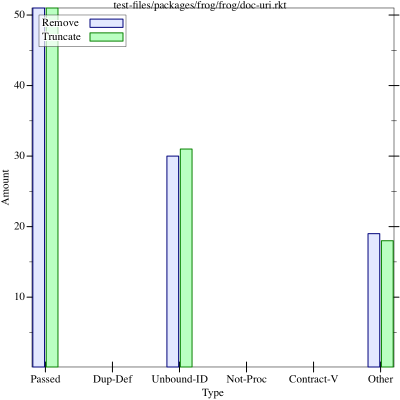 test-files/packages/frog/frog/doc-uri.rkt
Remove
Truncate
50
40
30
20
10
Amount
Passed Dup-Def Unbound-ID Not-Proc Contract-V Other
Type